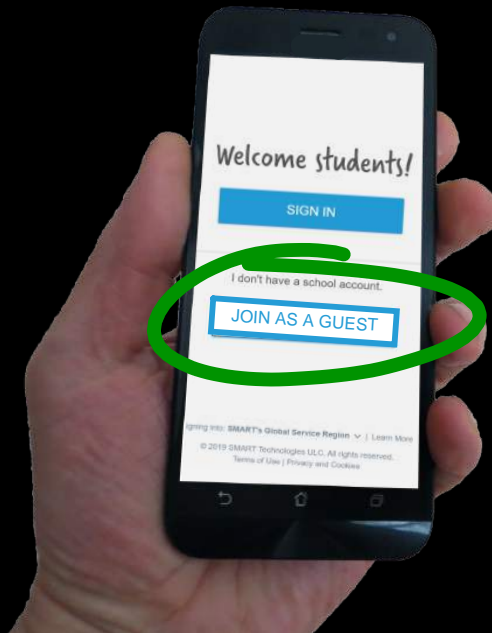 Welcome students!
SIGN IN
I don't have a school account.
JOIN AS A GUEST
igning into: SMART's Global Service Region | Learn More
© 2019 SMART Technologies ULC. All rights reserved.
Terms of Use | Privacy and Cookies